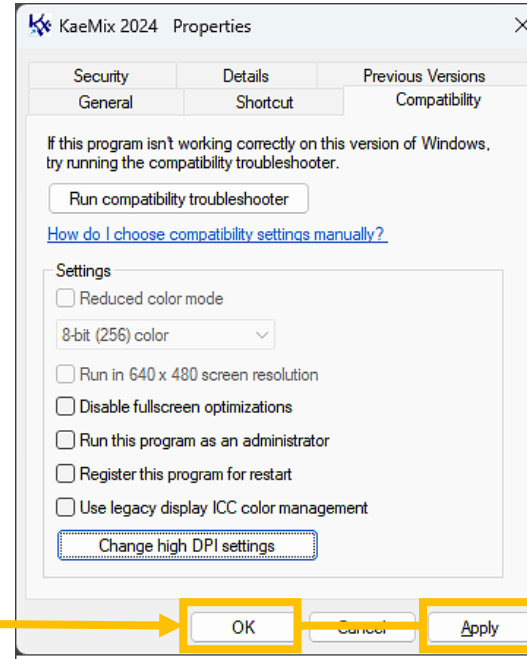 KaeMix 2024 Properties
Security Details Previous Versions
General Shortcut Compatibility
If this program isn't working correctly on this version of Windows,
try running the compatibility troubleshooter.
Run compatibility troubleshooter
How do I choose compatibility settings manually?
Settings
Reduced color mode
8-bit (256) color
Run in 640 x 480 screen resolution
Disable fullscreen optimizations
Run this program as an administrator
Register this program for restart
Use legacy display ICC color management
Change high DPI settings
OK Cancel Apply